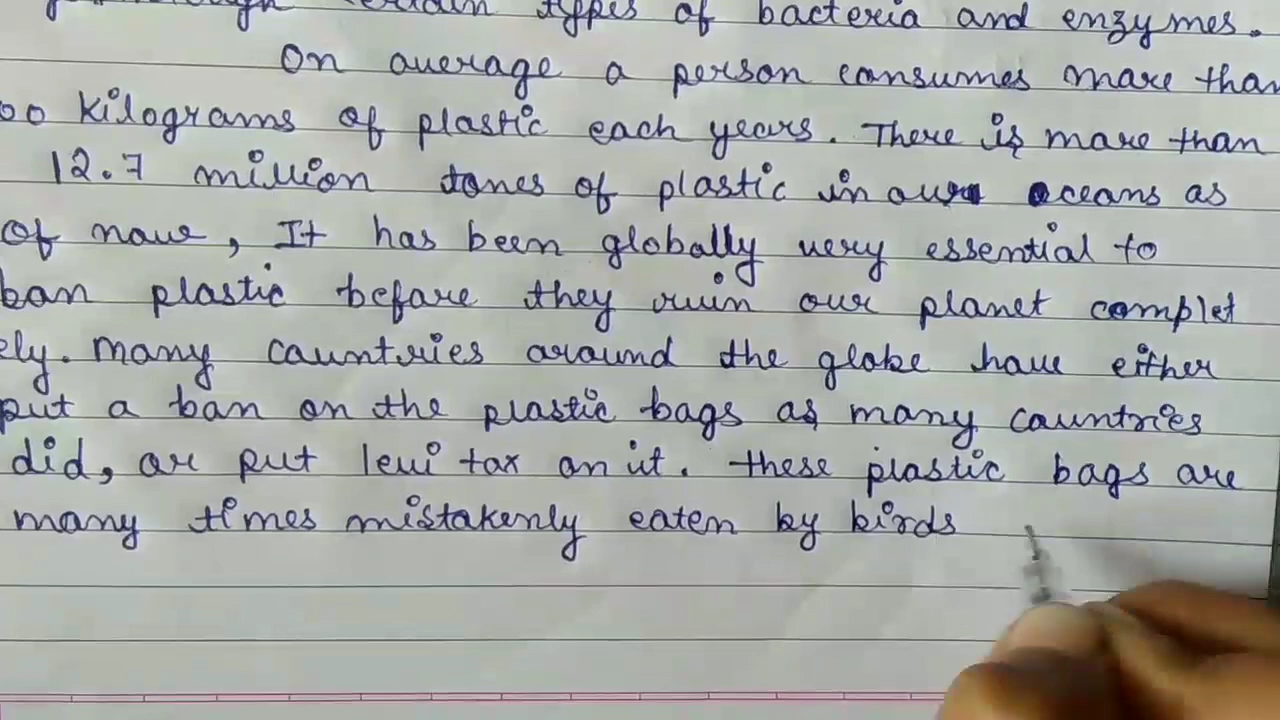 certain types of bacteria and enzymes.
On average a person consumes more than
00 kilograms of plastic each years. There is more than
12.7 million tones of plastic in our oceans as
of now, It has been globally very essential to
ban plastic before they ruin our planet complet
ely. many countries around the globe have either
put a ban on the plastic bags as many countries
did, or put levi tax on it. these plastic bags are
many times mistakenly eaten by birds